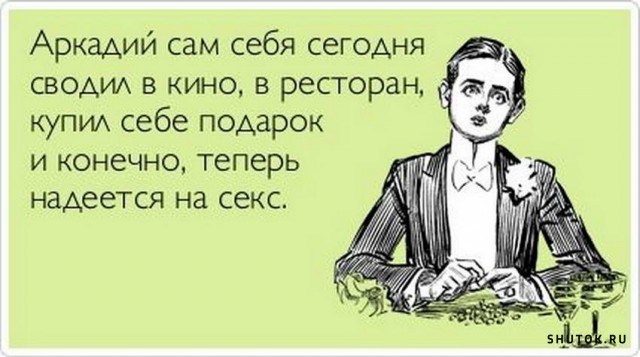 Аркадий сам себя сегодня
сводил в кино, в ресторан,
купил себе подарок
и конечно, теперь
надеется на секс.
SHUTOK.RU